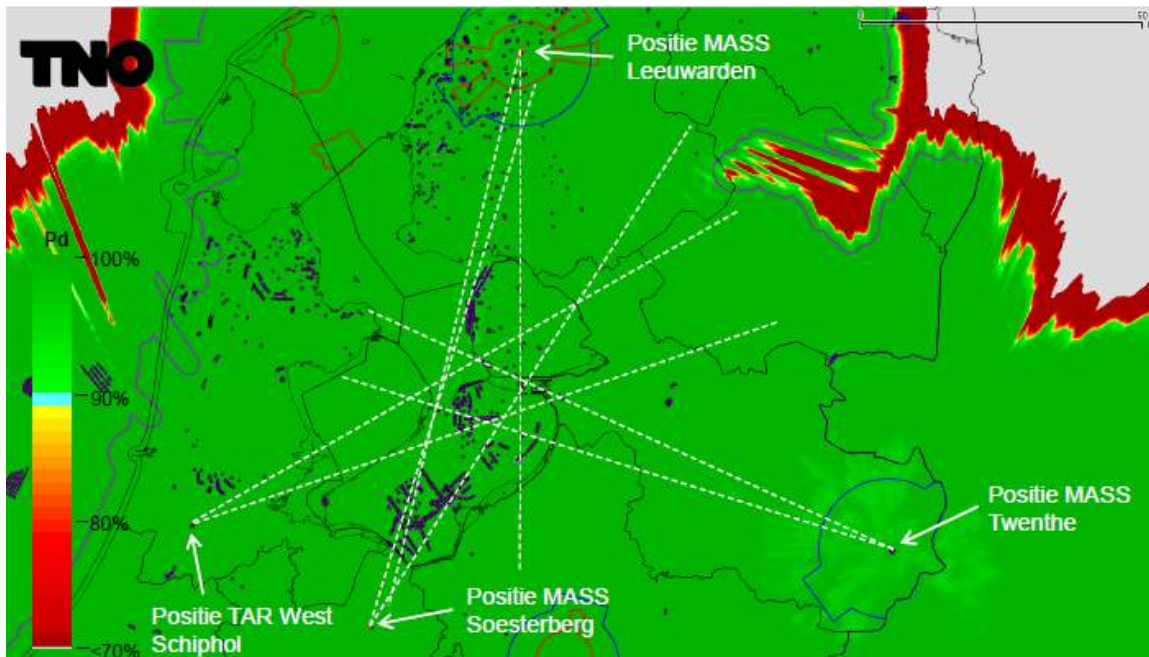 TNO
Positie MASS
Leeuwarden
Pd
100%
90%
80%
<70%
Positie MASS
Twenthe
Positie TAR West
Schiphol
Positie MASS
Soesterberg
0